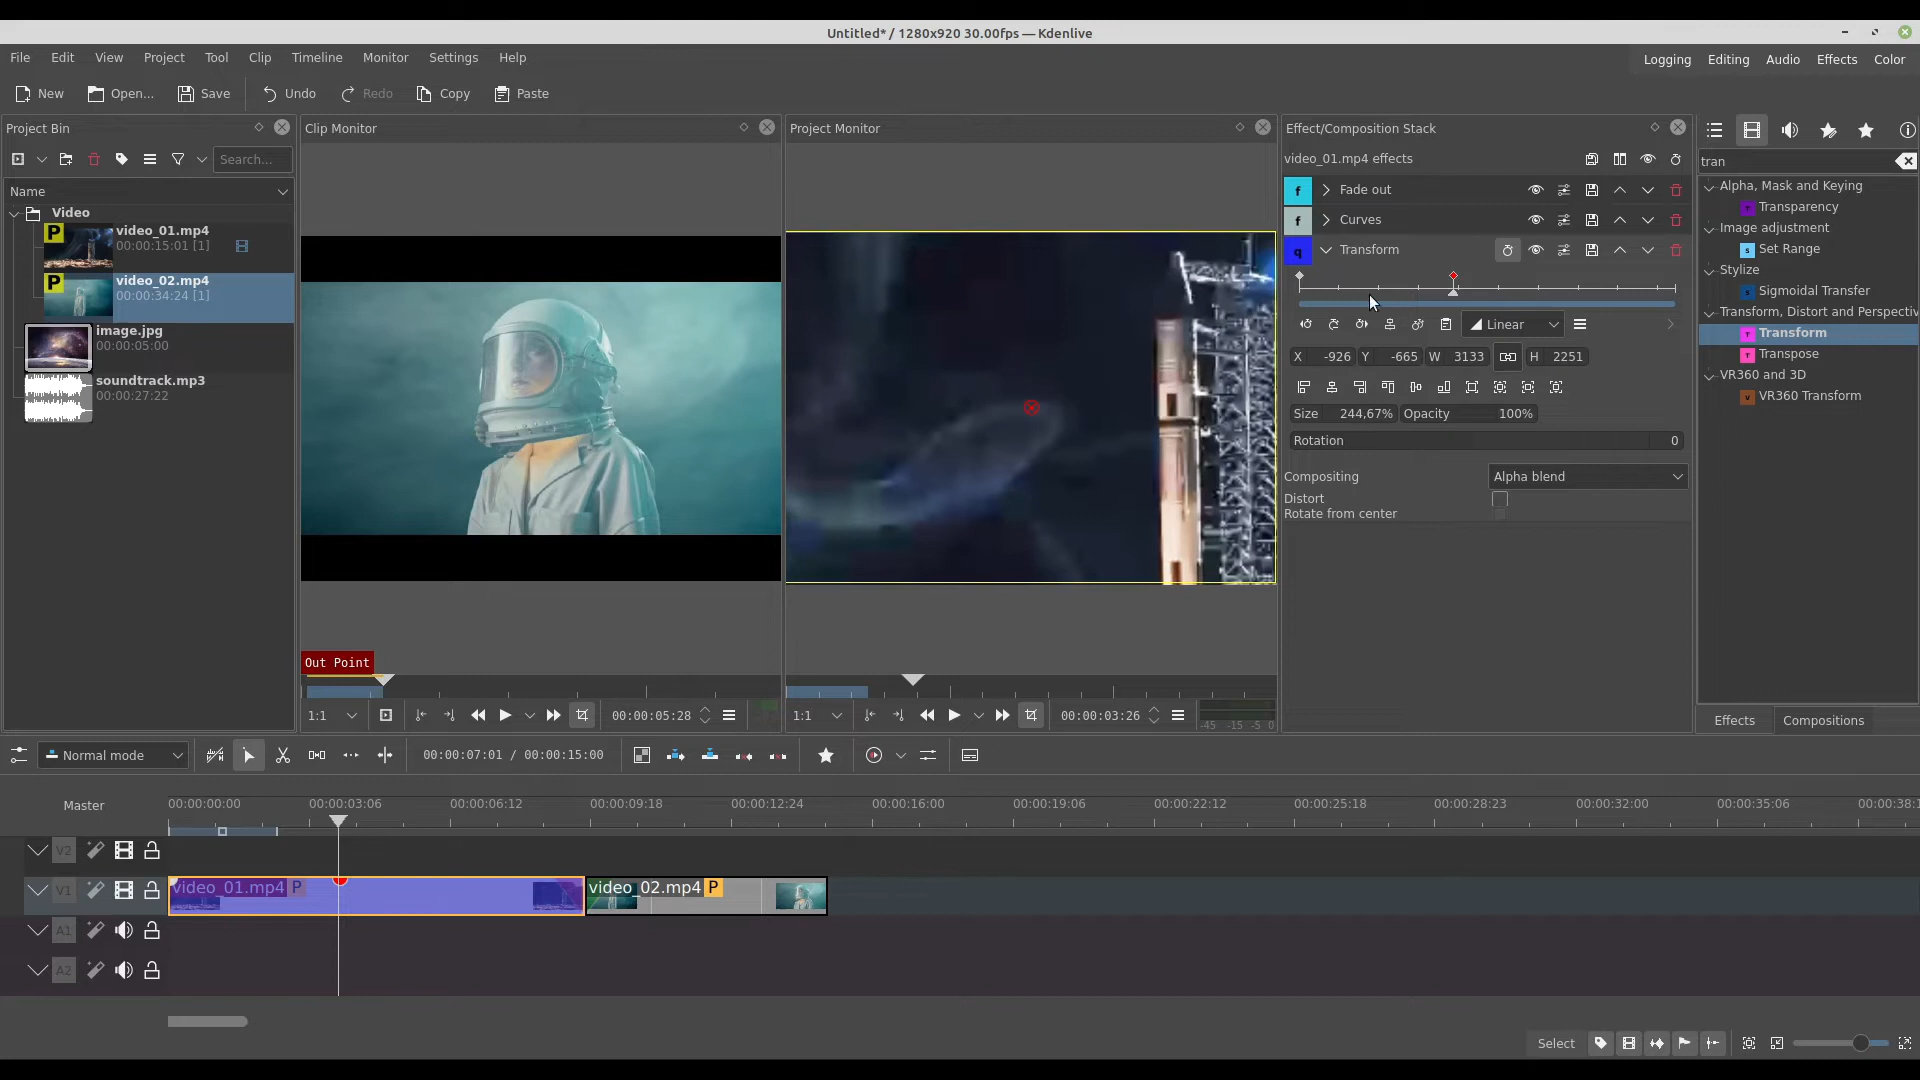 Untitled* / 1280x920 30.00fps — Kdenlive
File Edit View Project Tool Clip Timeline Monitor Settings Help
Logging Editing Audio Effects Color
New Open... Save Undo Redo Copy Paste
Project Bin
Search...
Name
Video
P
video_01.mp4
00:00:15:01 [1]
P
video_02.mp4
00:00:34:24 [1]
image.jpg
00:00:05:00
soundtrack.mp3
00:00:27:22
Clip Monitor
Out Point
1:1
00:00:05:28
Project Monitor
1:1
00:00:03:26
-45 -15 -5 0
Effect/Composition Stack
video_01.mp4 effects
f Fade out
f Curves
q Transform
Linear
X -926 Y -665 W 3133 H 2251
Size 244,67% Opacity 100%
Rotation 0
Compositing Alpha blend
Distort
Rotate from center
tran
Alpha, Mask and Keying
T Transparency
Image adjustment
S Set Range
Stylize
S Sigmoidal Transfer
Transform, Distort and Perspectiv
T Transform
T Transpose
VR360 and 3D
V VR360 Transform
Effects Compositions
Normal mode
00:00:07:01 / 00:00:15:00
Master
00:00:00:00 00:00:03:06 00:00:06:12 00:00:09:18 00:00:12:24 00:00:16:00 00:00:19:06 00:00:22:12 00:00:25:18 00:00:28:23 00:00:32:00 00:00:35:06 00:00:38:1
V2
V1
video_01.mp4 P
video_02.mp4 P
A1
A2
Select